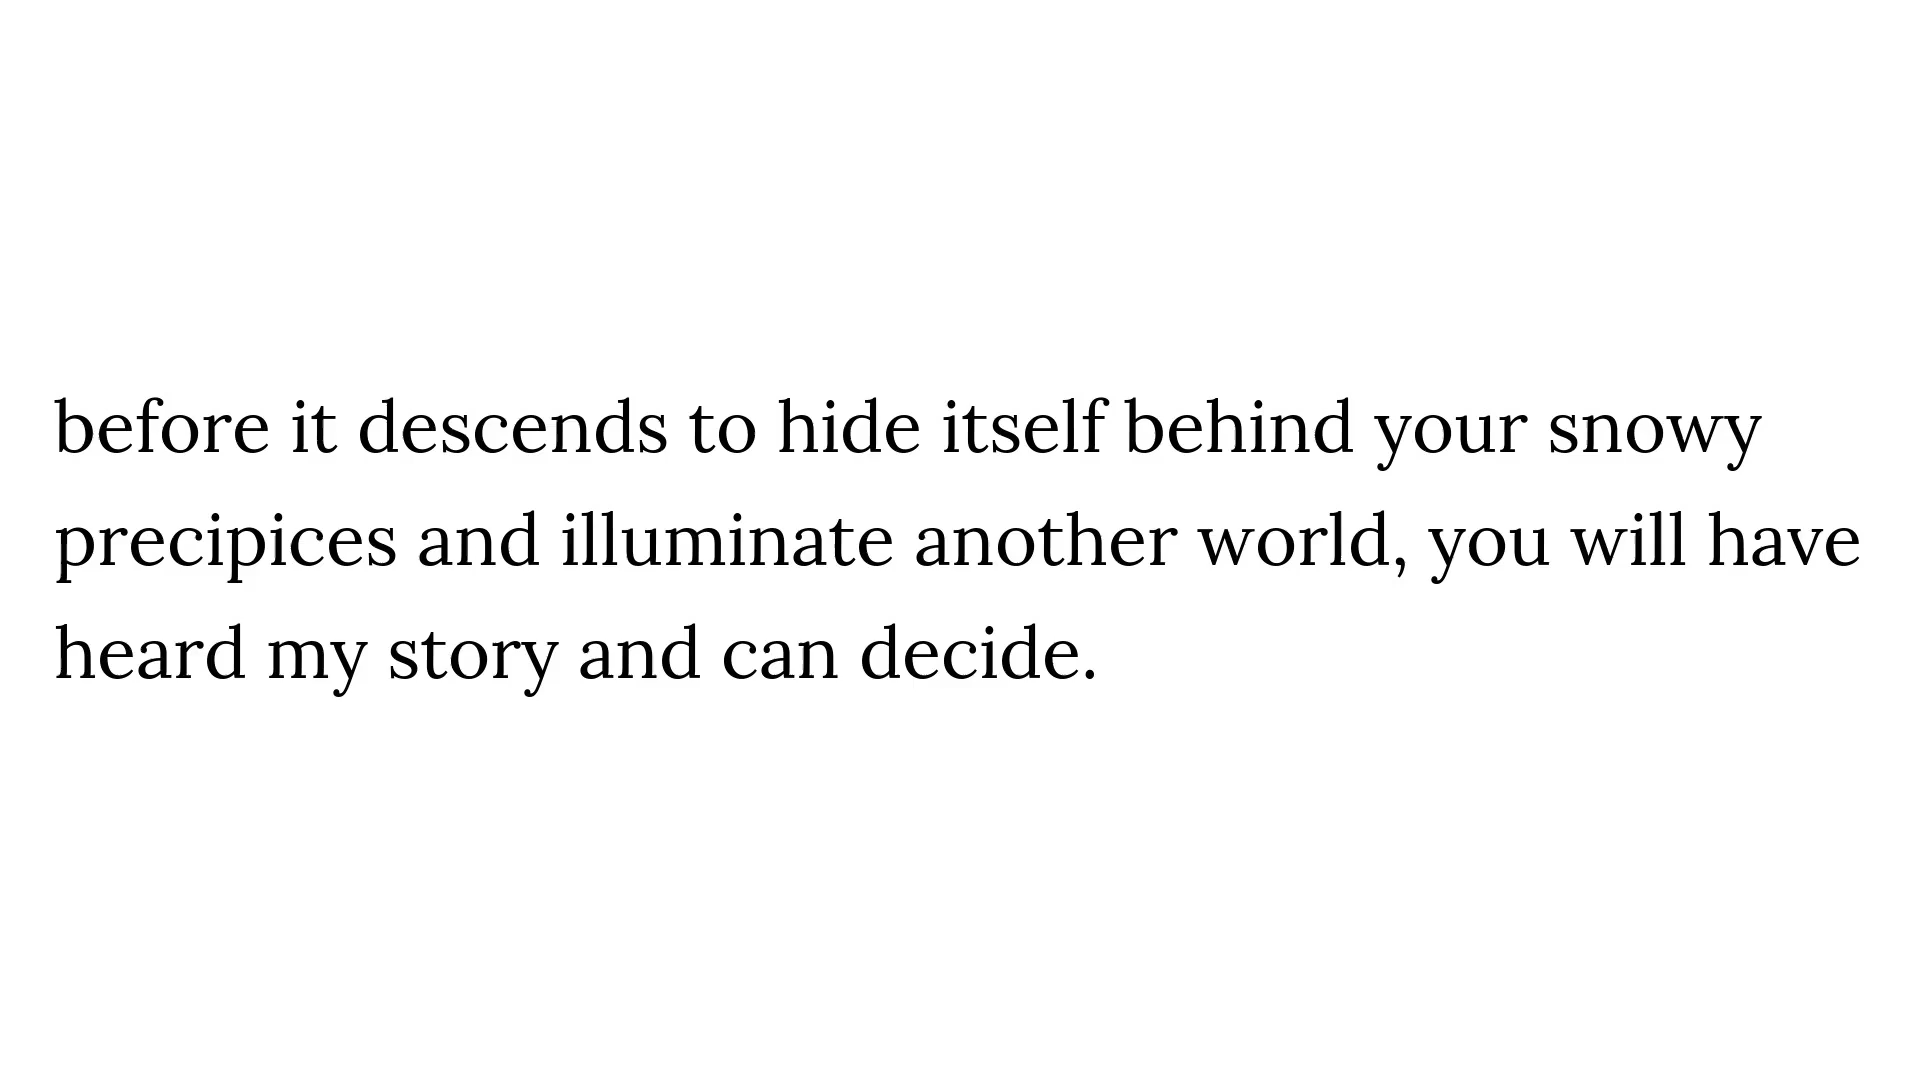 before it descends to hide itself behind your snowy
precipices and illuminate another world, you will have
heard my story and can decide.